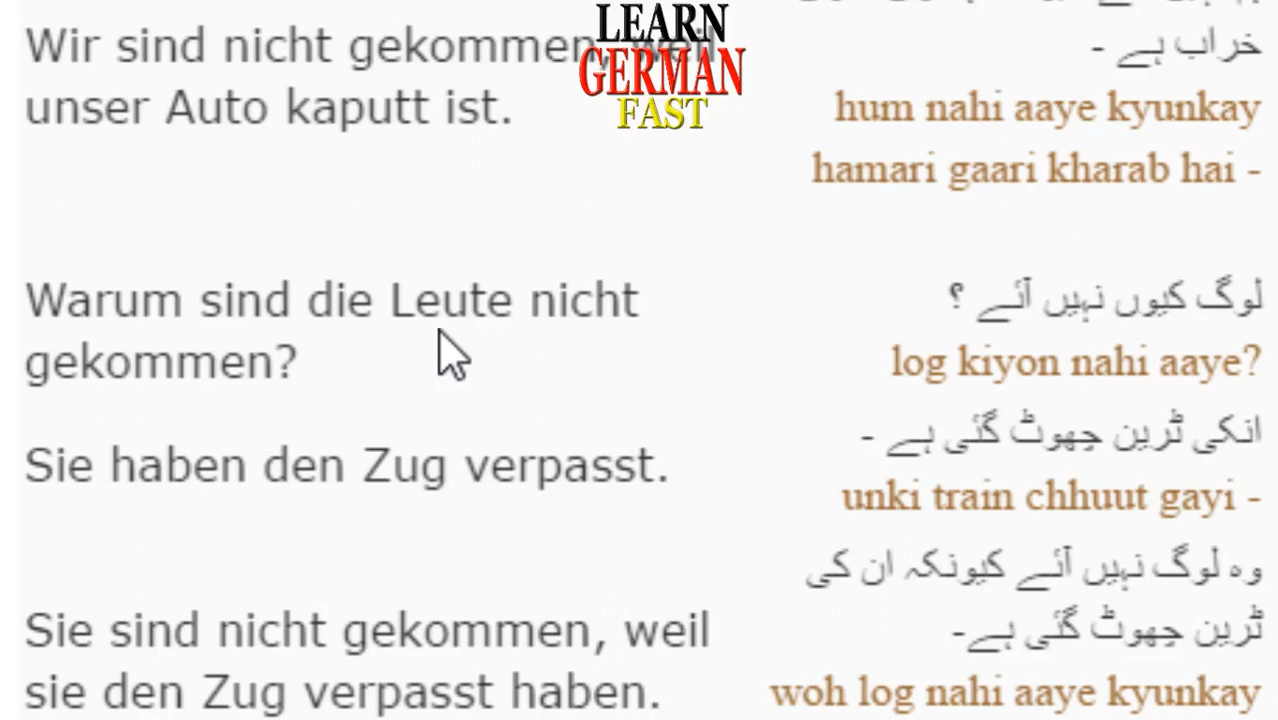 LEARN
GERMAN
FAST
Wir sind nicht gekommen, weil
unser Auto kaputt ist.
خراب ہے -
hum nahi aaye kyunkay
hamari gaari kharab hai -
Warum sind die Leute nicht
gekommen?
لوگ کیوں نہیں آئے ؟
log kiyon nahi aaye?
Sie haben den Zug verpasst.
انکی ٹرین چھوٹ گئی ہے -
unki train chhuut gayi -
Sie sind nicht gekommen, weil
sie den Zug verpasst haben.
وہ لوگ نہیں آئے کیونکہ ان کی
ٹرین چھوٹ گئی ہے-
woh log nahi aaye kyunkay